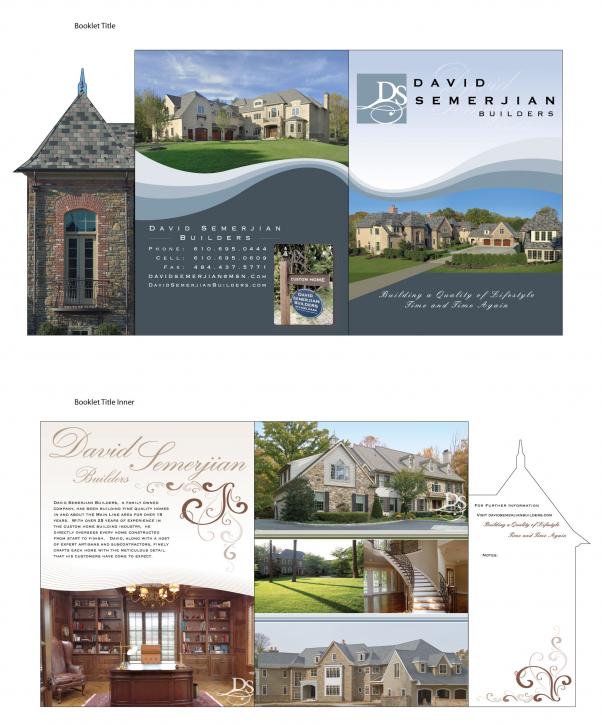 Booklet Title
DAVID
SEMERJIAN
BUILDERS
DS
David Semerjian
Builders
Phone: 610.695.0444
Cell: 610.695.0609
Fax: 484.437.5771
davidsemerjian@msn.com
DavidSemerjianBuilders.com
CUSTOM HOME
DAVID
SEMERJIAN
BUILDERS
Building a Quality of Lifestyle
Time and Time Again
Booklet Title Inner
David Semerjian
Builders
David Semerjian Builders, a family owned
company, has been building fine quality homes
in and about the Main Line area for over 19
years. With over 25 years of experience in
the custom home building industry, he
directly oversees every home constructed
from start to finish. David, along with a host
of expert artisans and subcontractors, finely
crafts each home with the meticulous detail
that his customers have come to expect.
DS
DS
DS
For Further Information
Visit davidsemerjianbuilders.com
Building a Quality of Lifestyle
Time and Time Again
Notes: